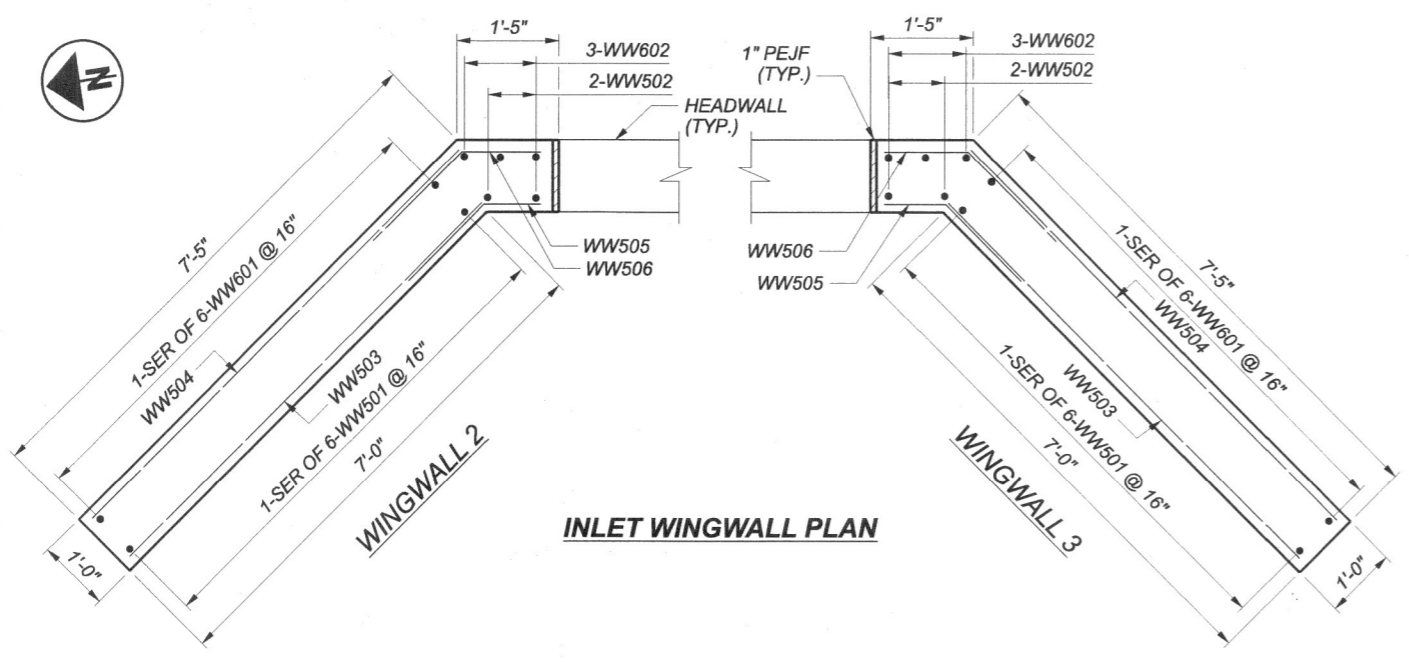 N
1'-5"
3-WW602
2-WW502
HEADWALL
(TYP.)
1" PEJF
(TYP.)
1'-5"
3-WW602
2-WW502
7'-5"
1-SER OF 6-WW601 @ 16"
WW504
WW503
1-SER OF 6-WW501 @ 16"
7'-0"
1'-0"
WINGWALL 2
WW505
WW506
WW506
WW505
7'-5"
1-SER OF 6-WW601 @ 16"
WW504
WW503
1-SER OF 6-WW501 @ 16"
7'-0"
1'-0"
WINGWALL 3
INLET WINGWALL PLAN